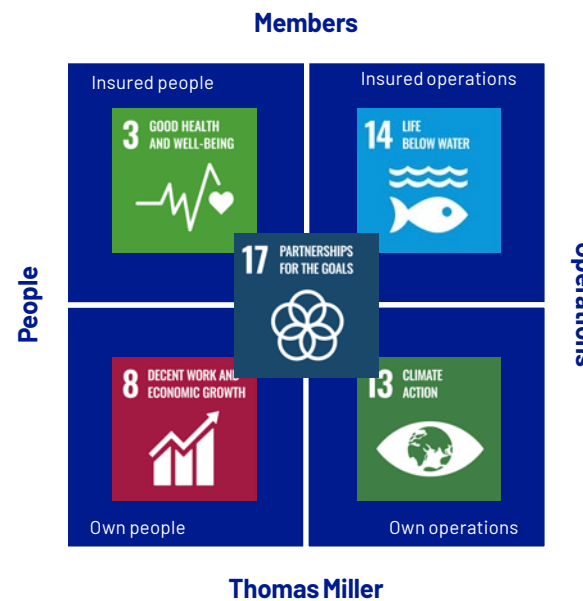 Members
Insured people
Insured operations
3 GOOD HEALTH
AND WELL-BEING
14 LIFE
BELOW WATER
17 PARTNERSHIPS
FOR THE GOALS
People
Operations
8 DECENT WORK AND
ECONOMIC GROWTH
13 CLIMATE
ACTION
Own people
Own operations
Thomas Miller